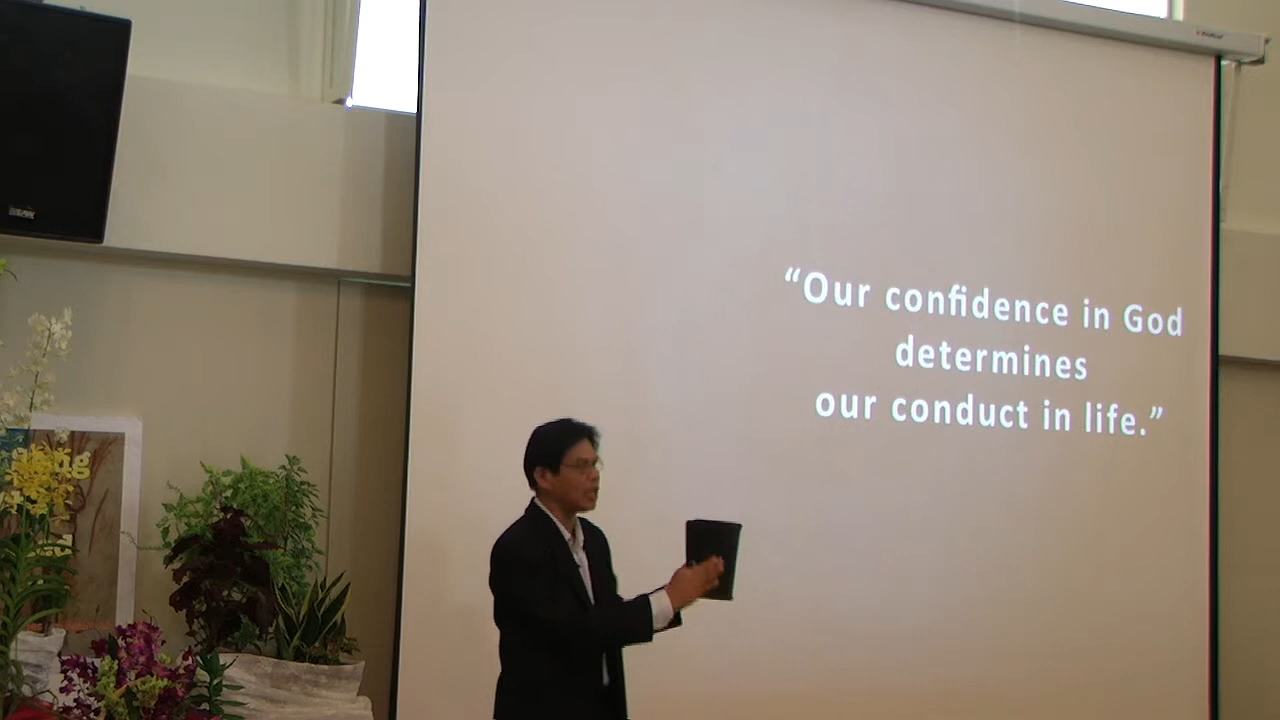 “Our confidence in God
determines
our conduct in life.”